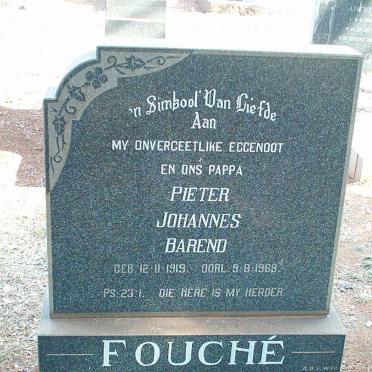 'n Simbool Van Liefde
Aan
MY ONVERGEETLIKE EGGENOOT
EN ONS PAPPA
PIETER
JOHANNES
BAREND
GEB. 12-11-1919. OORL. 9-8-1968.
PS. 23:1. DIE HERE IS MY HERDER.
FOUCHÉ